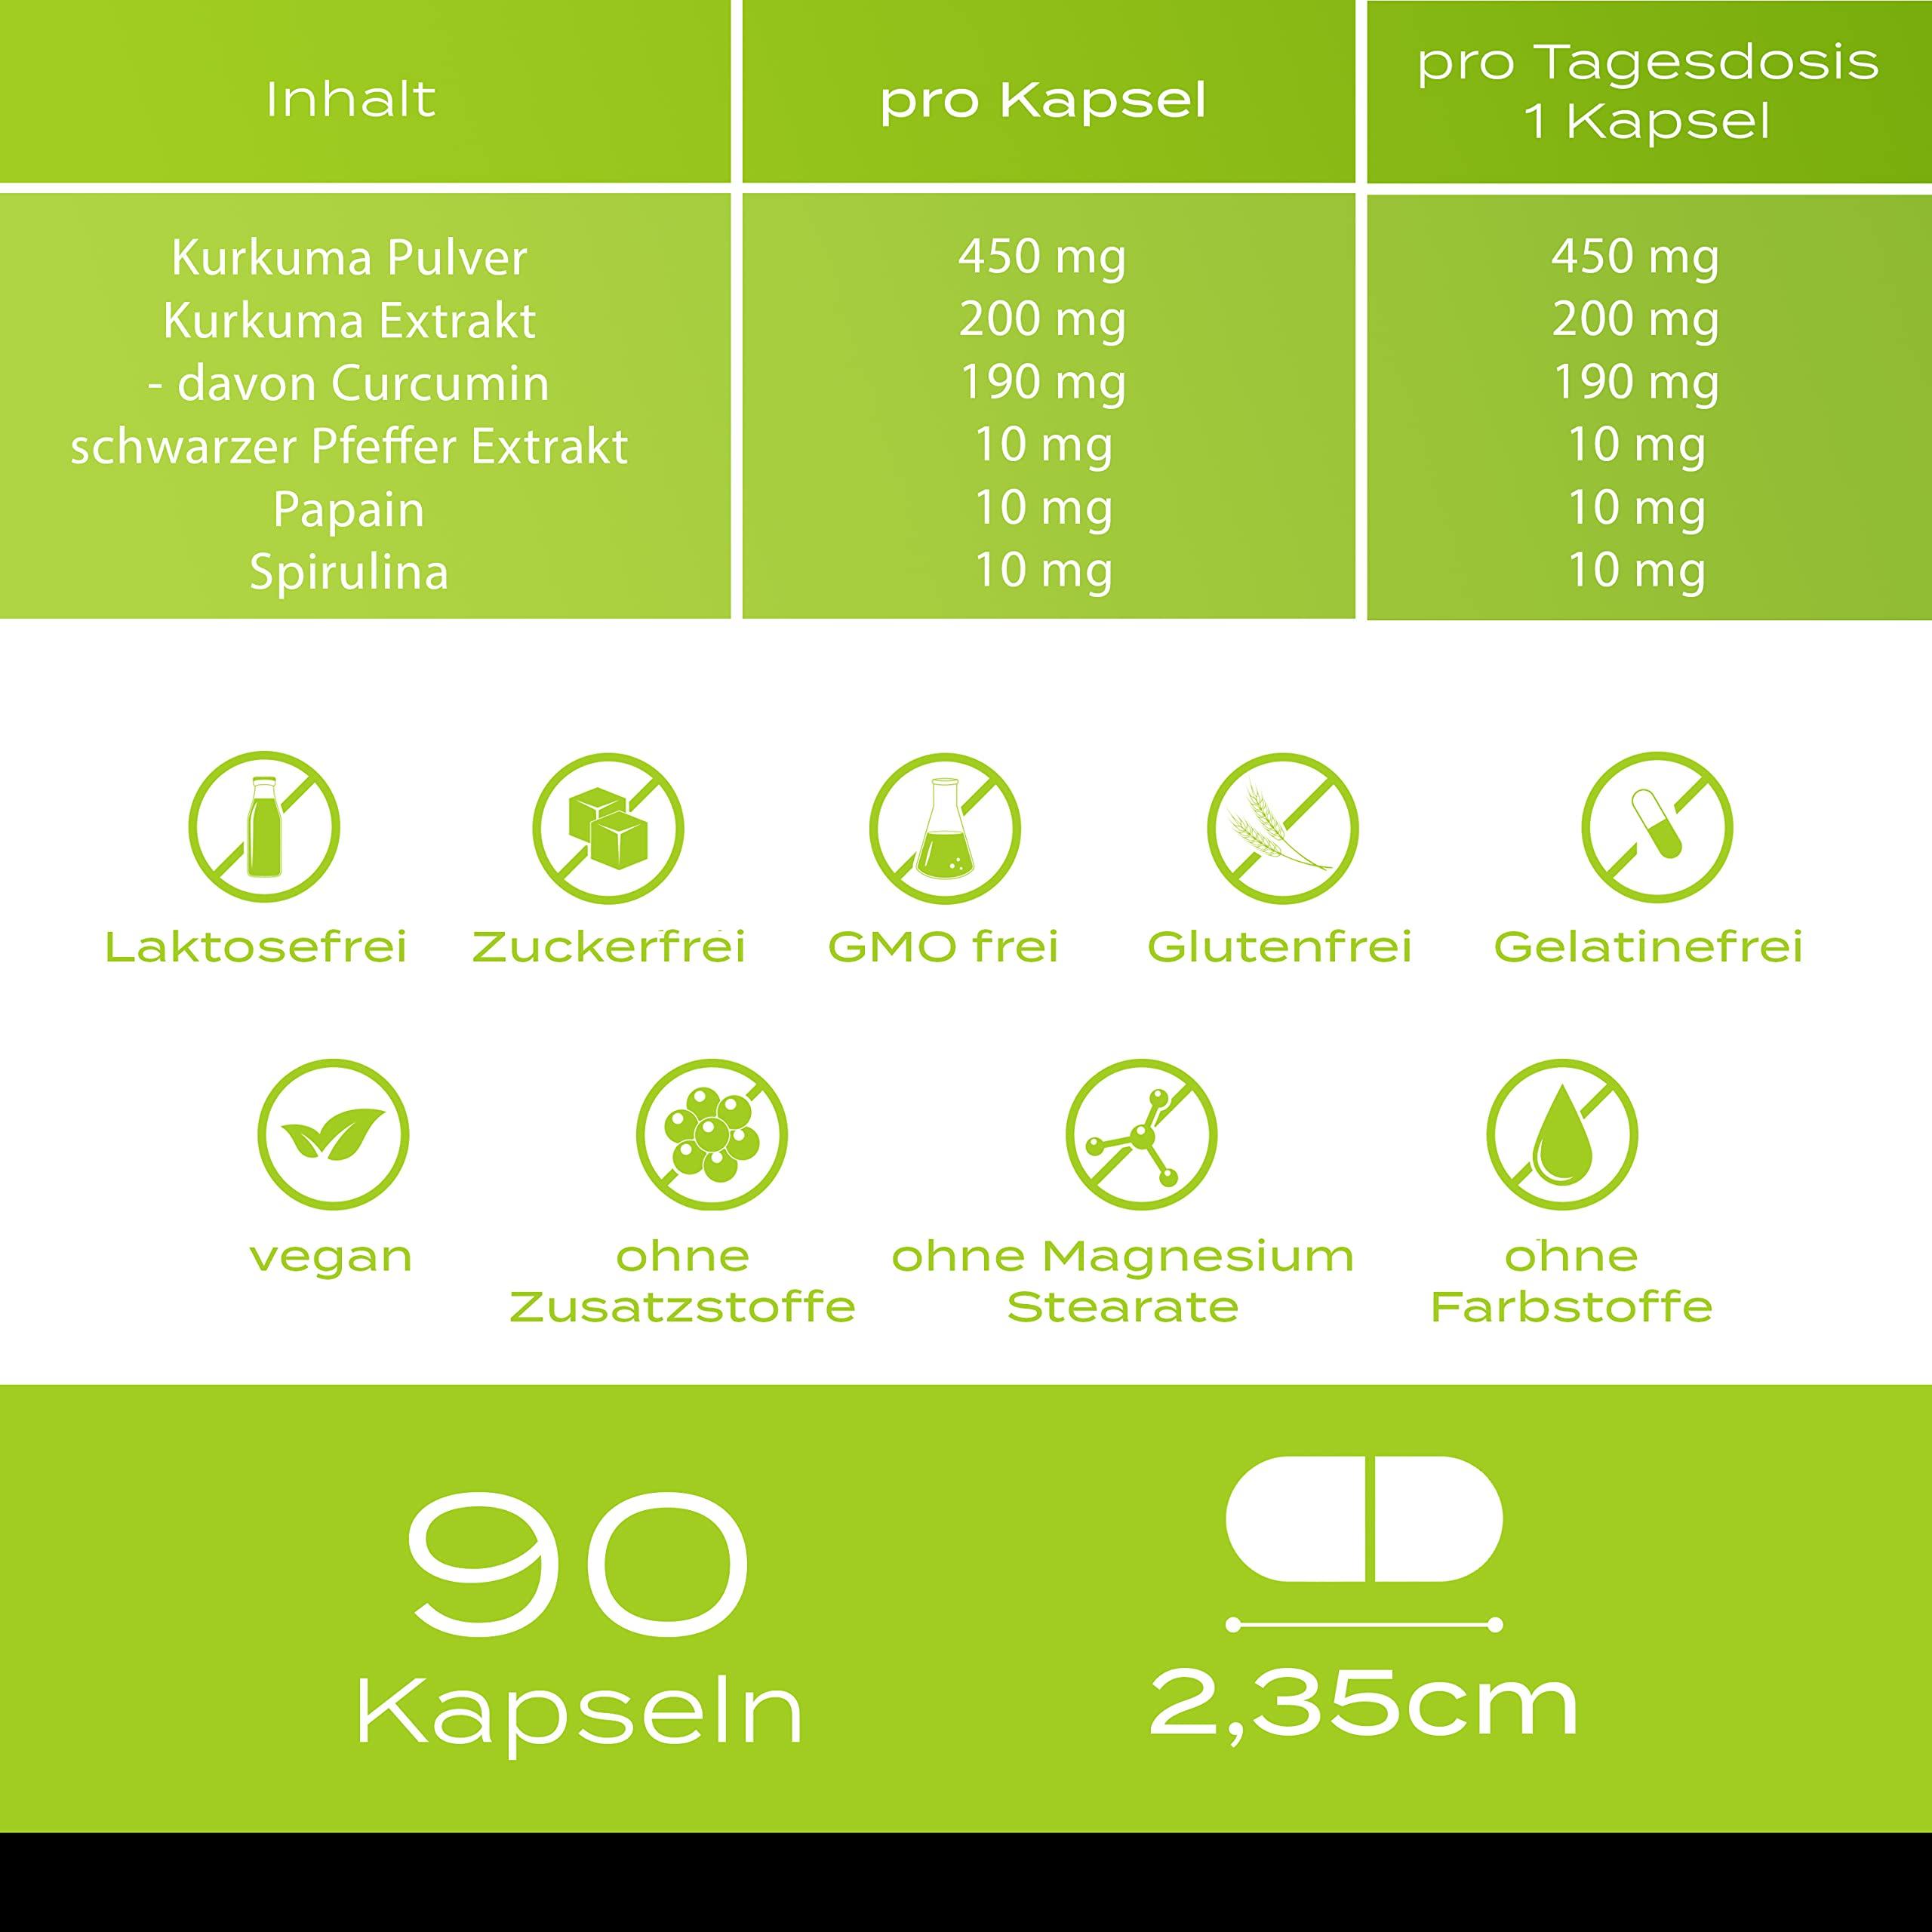 Inhalt pro Kapsel pro Tagesdosis
1 Kapsel
Kurkuma Pulver 450 mg 450 mg
Kurkuma Extrakt 200 mg 200 mg
- davon Curcumin 190 mg 190 mg
schwarzer Pfeffer Extrakt 10 mg 10 mg
Papain 10 mg 10 mg
Spirulina 10 mg 10 mg
Laktosefrei Zuckerfrei GMO frei Glutenfrei Gelatinefrei
vegan ohne ohne Magnesium ohne
Zusatzstoffe Stearate Farbstoffe
90
Kapseln
2,35cm